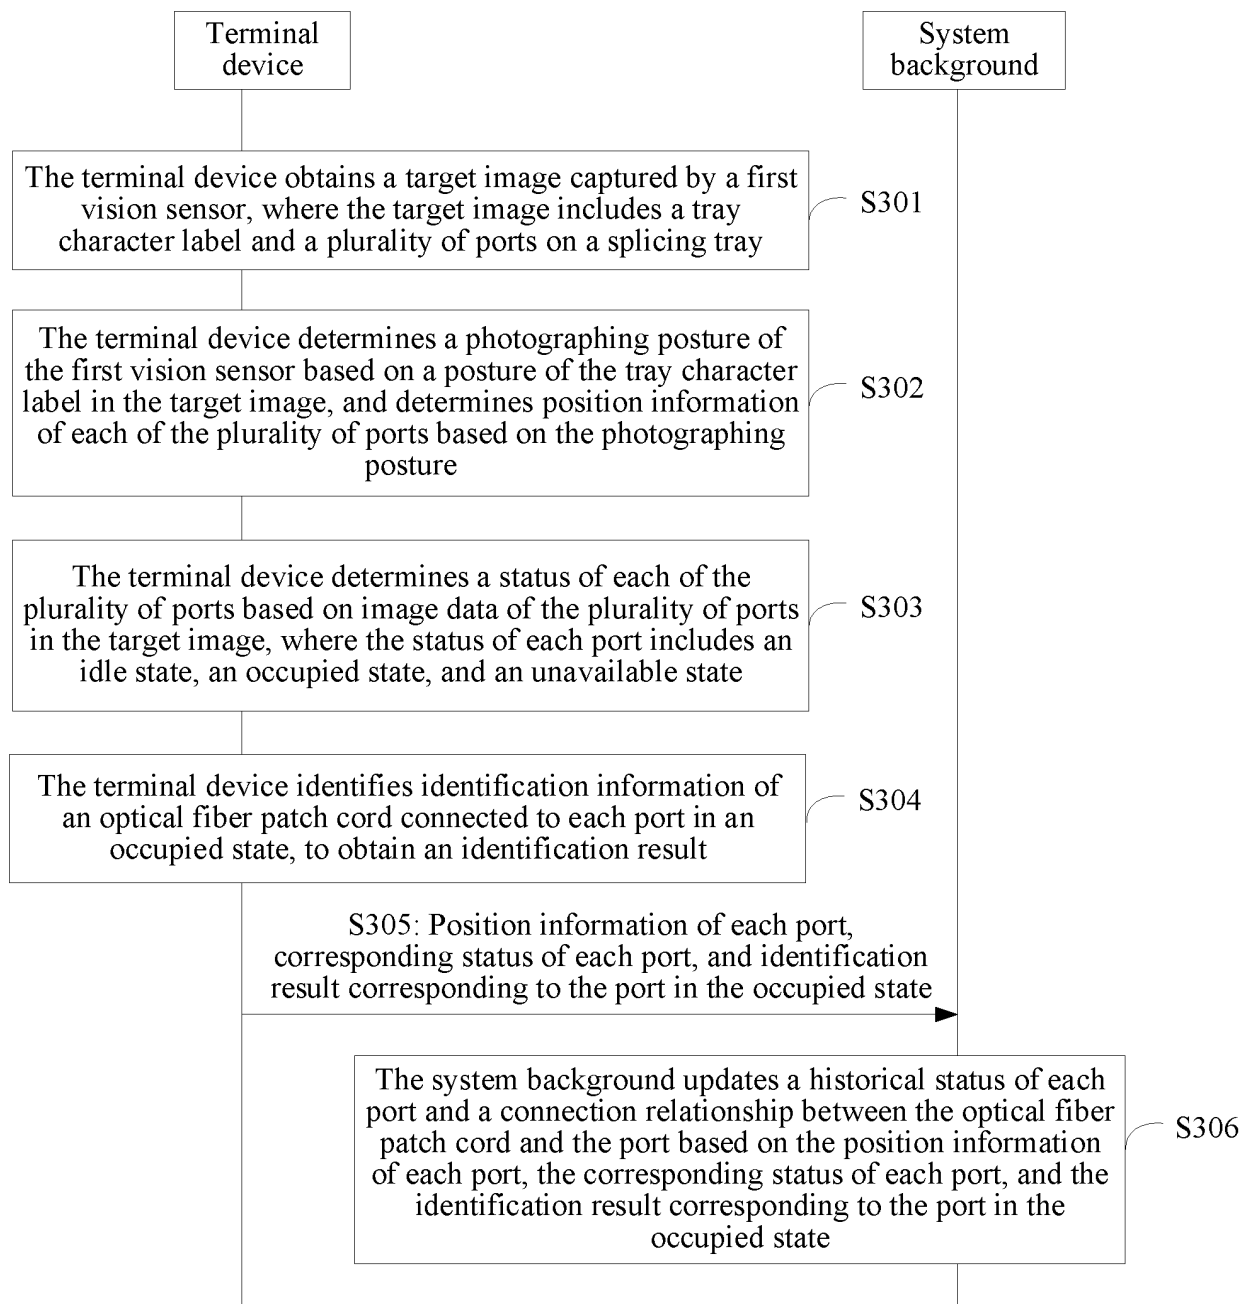 Terminal
device
System
background
The terminal device obtains a target image captured by a first
vision sensor, where the target image includes a tray
character label and a plurality of ports on a splicing tray
S301
The terminal device determines a photographing posture of
the first vision sensor based on a posture of the tray character
label in the target image, and determines position information
of each of the plurality of ports based on the photographing
posture
S302
The terminal device determines a status of each of the
plurality of ports based on image data of the plurality of ports
in the target image, where the status of each port includes an
idle state, an occupied state, and an unavailable state
S303
The terminal device identifies identification information of
an optical fiber patch cord connected to each port in an
occupied state, to obtain an identification result
S304
S305: Position information of each port,
corresponding status of each port, and identification
result corresponding to the port in the occupied state
The system background updates a historical status of each
port and a connection relationship between the optical fiber
patch cord and the port based on the position information
of each port, the corresponding status of each port, and the
identification result corresponding to the port in the
occupied state
S306